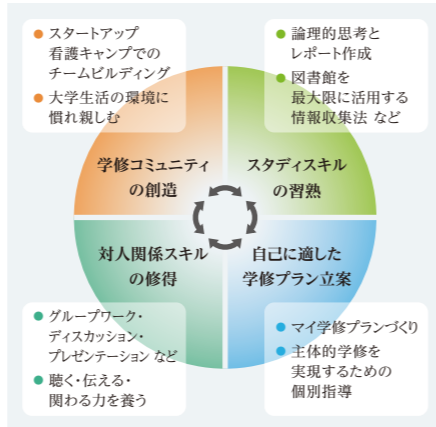 ● スタートアップ
看護キャンプでの
チームビルディング
● 大学生活の環境に
慣れ親しむ
● 論理的思考と
レポート作成
● 図書館を
最大限に活用する
情報収集法 など
学修コミュニティ
の創造
スタディスキル
の習熟
対人関係スキル
の修得
自己に適した
学修プラン立案
● グループワーク・
ディスカッション・
プレゼンテーション など
● 聴く・伝える・
関わる力を養う
● マイ学修プランづくり
● 主体的学修を
実現するための
個別指導